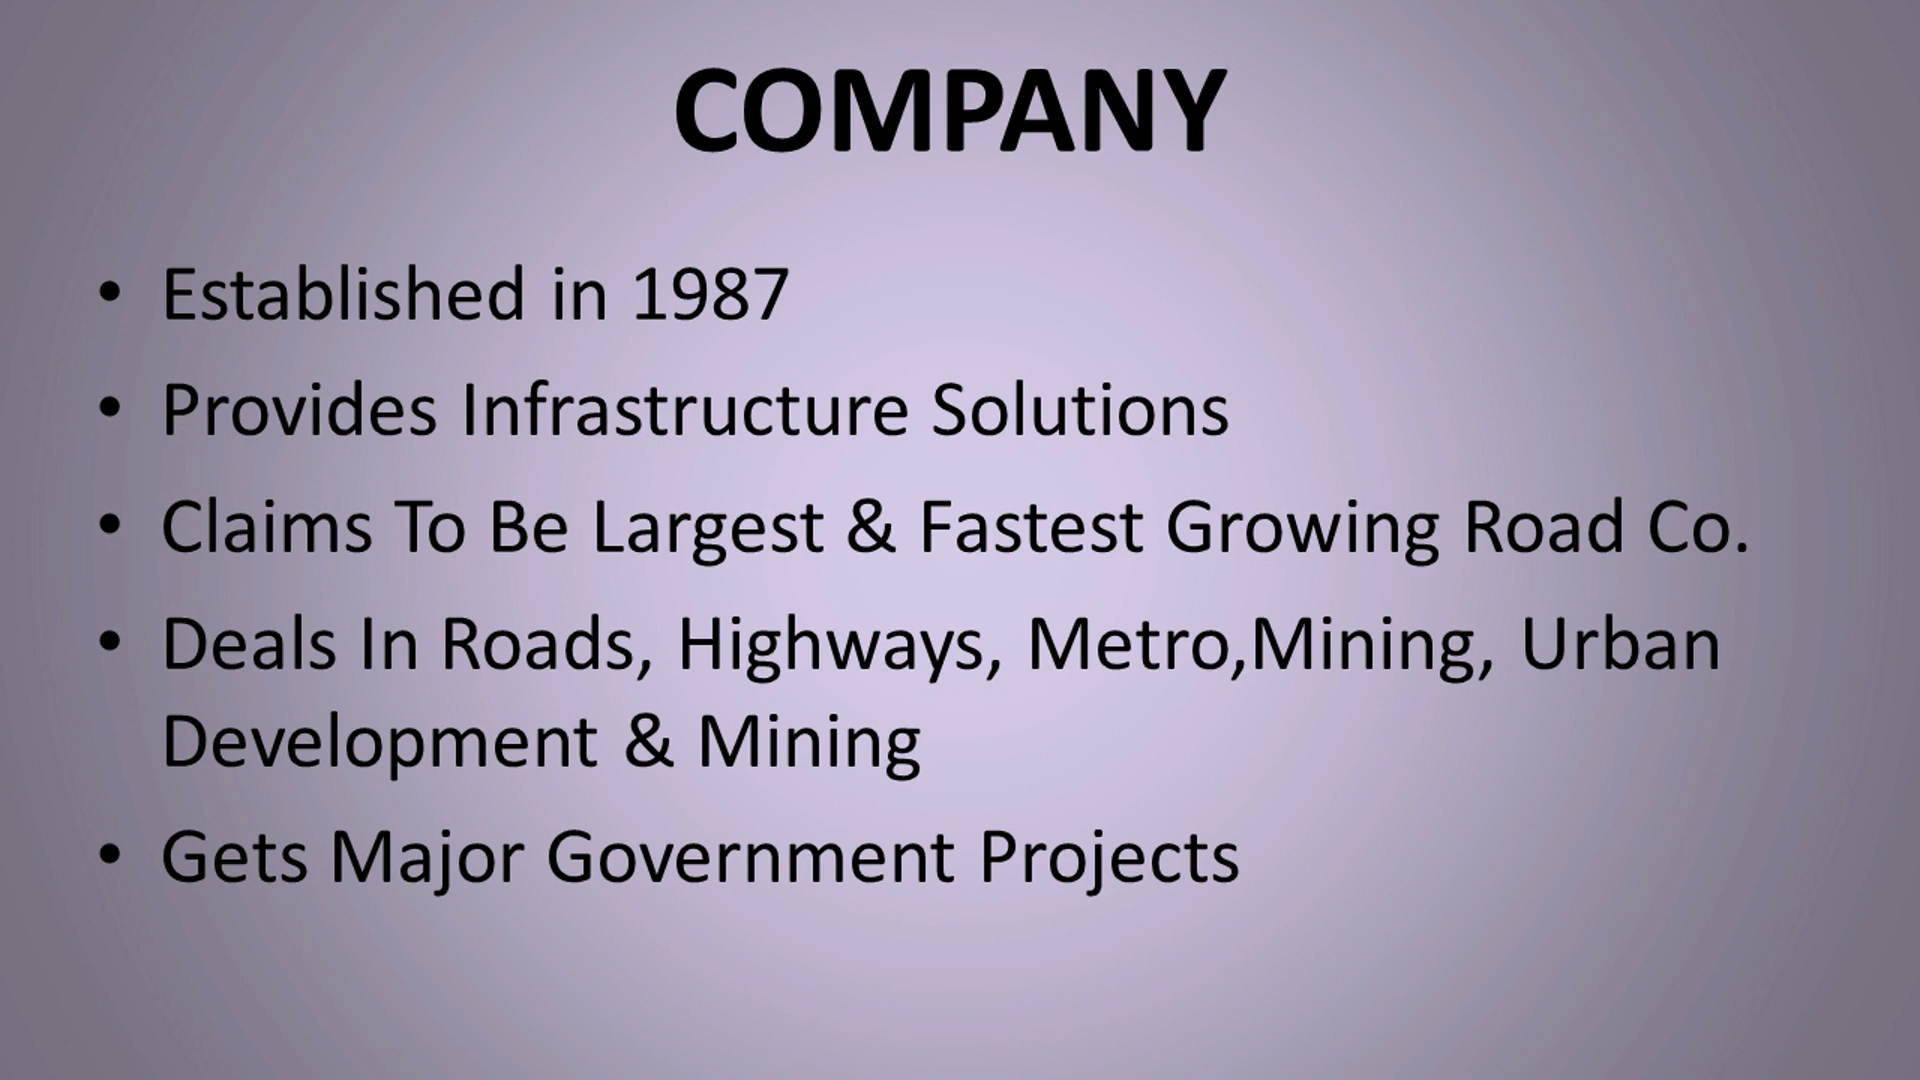 COMPANY
• Established in 1987
• Provides Infrastructure Solutions
• Claims To Be Largest & Fastest Growing Road Co.
• Deals In Roads, Highways, Metro,Mining, Urban
Development & Mining
• Gets Major Government Projects